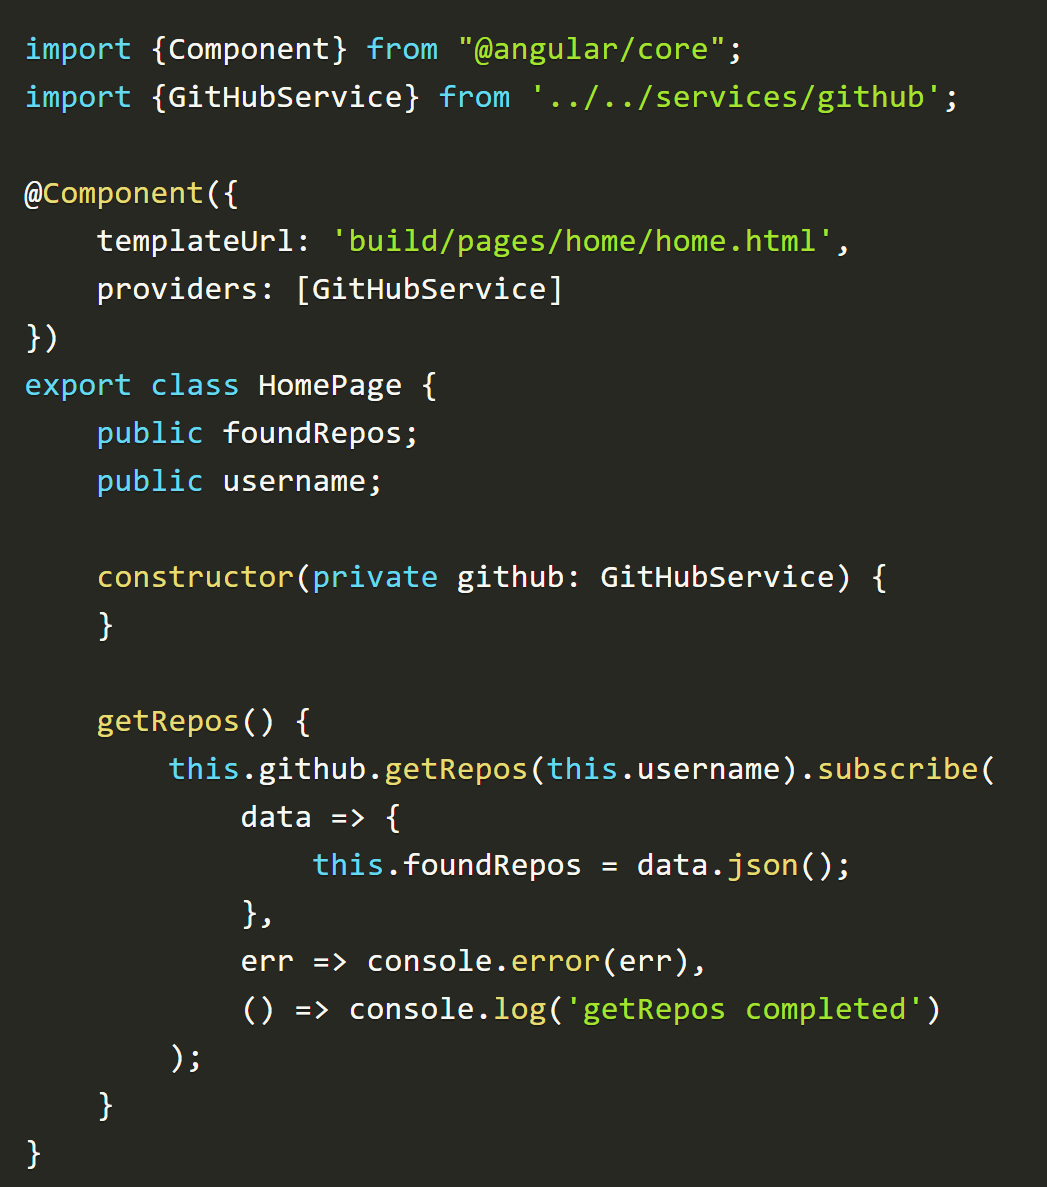 import {Component} from "@angular/core";
import {GitHubService} from '../../services/github';

@Component({
    templateUrl: 'build/pages/home/home.html',
    providers: [GitHubService]
})
export class HomePage {
    public foundRepos;
    public username;

    constructor(private github: GitHubService) {
    }

    getRepos() {
        this.github.getRepos(this.username).subscribe(
            data => {
                this.foundRepos = data.json();
            },
            err => console.error(err),
            () => console.log('getRepos completed')
        );
    }
}